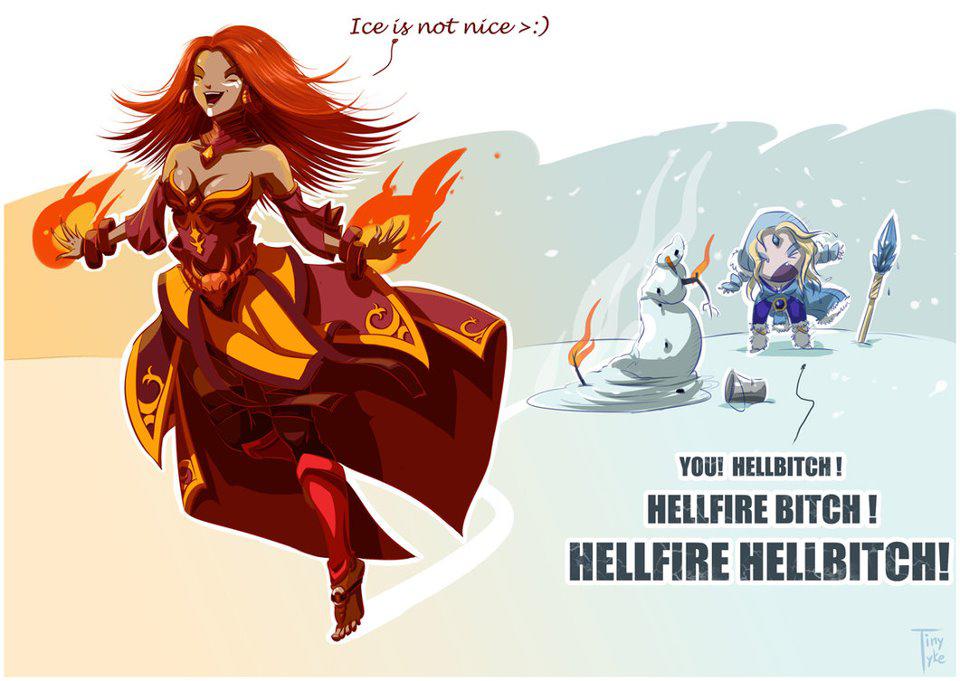 Ice is not nice >:)
YOU! HELLBITCH !
HELLFIRE BITCH !
HELLFIRE HELLBITCH!
Tiny
Tyke